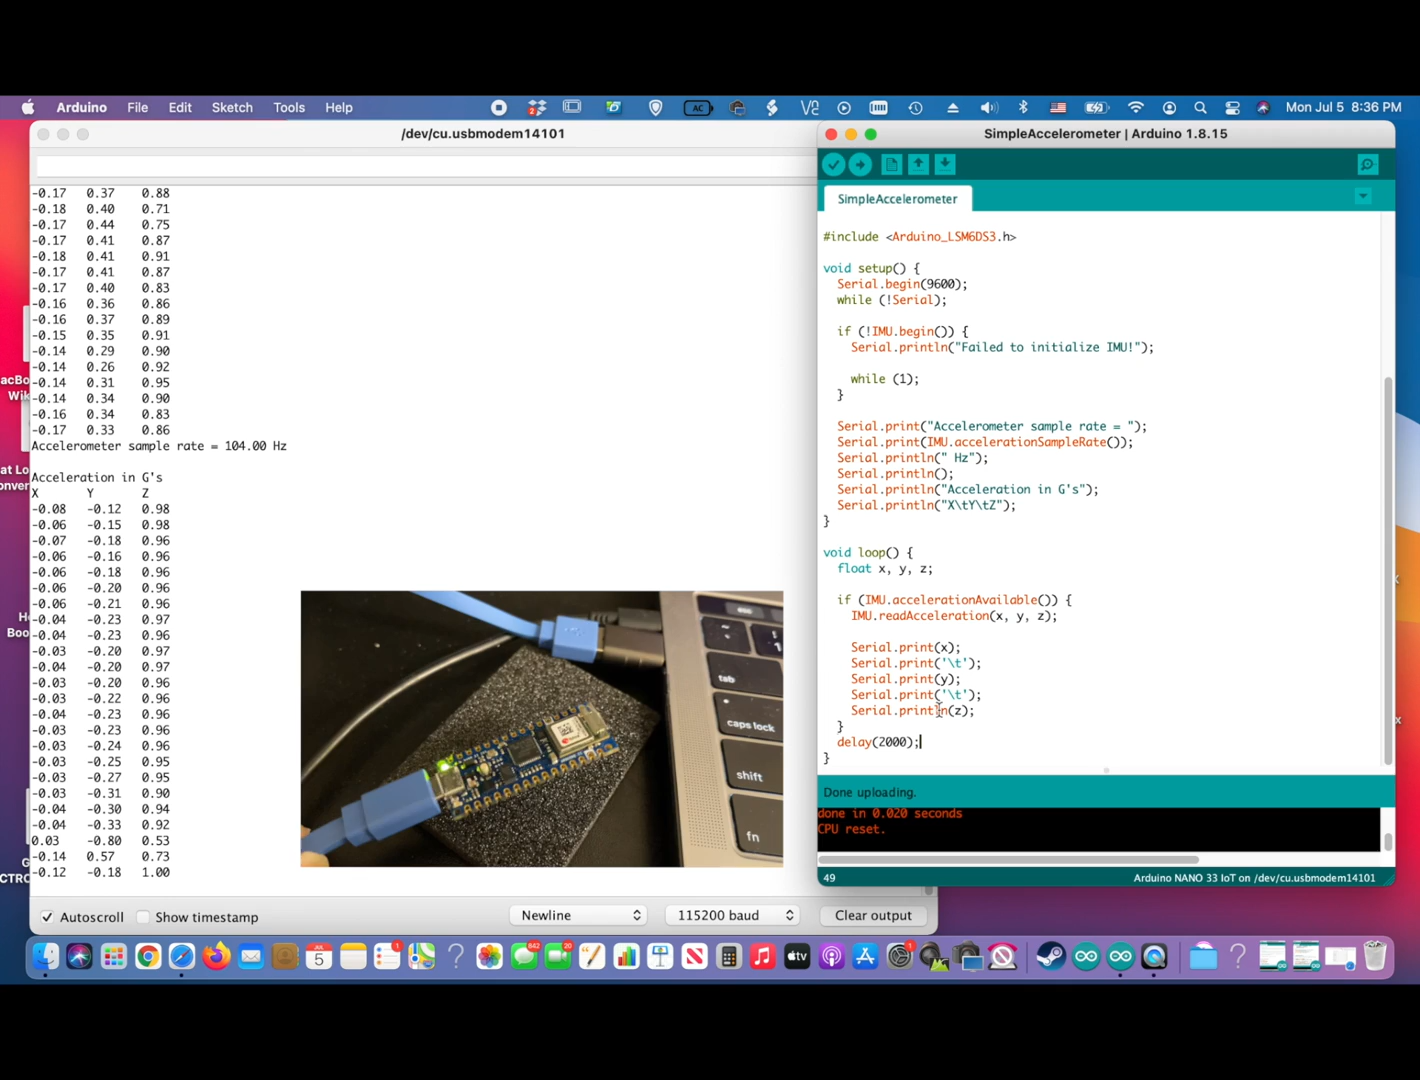 Arduino File Edit Sketch Tools Help
AC
Mon Jul 5 8:36 PM
/dev/cu.usbmodem14101
-0.17 0.37 0.88
-0.18 0.40 0.71
-0.17 0.44 0.75
-0.17 0.41 0.87
-0.18 0.41 0.91
-0.17 0.41 0.87
-0.17 0.40 0.83
-0.16 0.36 0.86
-0.16 0.37 0.89
-0.15 0.35 0.91
-0.14 0.29 0.90
-0.14 0.26 0.92
-0.14 0.31 0.95
-0.14 0.34 0.90
-0.16 0.34 0.83
-0.17 0.33 0.86
Accelerometer sample rate = 104.00 Hz
Acceleration in G's
X Y Z
-0.08 -0.12 0.98
-0.06 -0.15 0.98
-0.07 -0.18 0.96
-0.06 -0.16 0.96
-0.06 -0.18 0.96
-0.06 -0.20 0.96
-0.06 -0.21 0.96
-0.04 -0.23 0.97
-0.04 -0.23 0.96
-0.03 -0.20 0.97
-0.04 -0.20 0.97
-0.03 -0.20 0.96
-0.03 -0.22 0.96
-0.04 -0.23 0.96
-0.03 -0.23 0.96
-0.03 -0.24 0.96
-0.03 -0.25 0.95
-0.03 -0.27 0.95
-0.03 -0.31 0.90
-0.04 -0.30 0.94
-0.04 -0.33 0.92
0.03 -0.80 0.53
-0.14 0.57 0.73
-0.12 -0.18 1.00
esc
tab
caps lock
shift
fn
Autoscroll Show timestamp
Newline
115200 baud
Clear output
SimpleAccelerometer | Arduino 1.8.15
SimpleAccelerometer
#include <Arduino_LSM6DS3.h>
void setup() {
Serial.begin(9600);
while (!Serial);
if (!IMU.begin()) {
Serial.println("Failed to initialize IMU!");
while (1);
}
Serial.print("Accelerometer sample rate = ");
Serial.print(IMU.accelerationSampleRate());
Serial.println(" Hz");
Serial.println();
Serial.println("Acceleration in G's");
Serial.println("X\tY\tZ");
}
void loop() {
float x, y, z;
if (IMU.accelerationAvailable()) {
IMU.readAcceleration(x, y, z);
Serial.print(x);
Serial.print('\t');
Serial.print(y);
Serial.print('\t');
Serial.println(z);
}
delay(2000);
}
Done uploading.
done in 0.020 seconds
CPU reset.
49
Arduino NANO 33 IoT on /dev/cu.usbmodem14101
JUL
5
tv